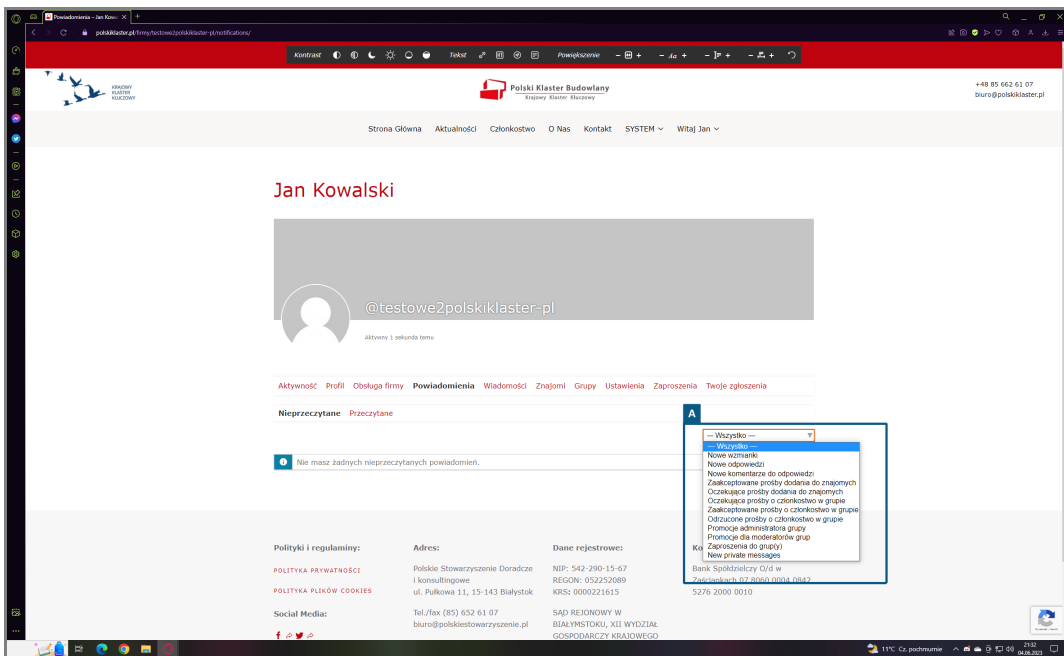 Powiadomienia – Jan Kow
polskiklaster.pl/firmy/testowe2polskiklaster-pl/notifications/
Kontrast Tekst Powiększenie
KRAJOWY
KLASTER
KLUCZOWY
Polski Klaster Budowlany
Krajowy Klaster Kluczowy
+48 85 662 61 07
biuro@polskiklaster.pl
Strona Główna Aktualności Członkostwo O Nas Kontakt SYSTEM Witaj Jan
Jan Kowalski
@testowe2polskiklaster-pl
Aktywny 1 sekunda temu
Aktywność Profil Obsługa firmy Powiadomienia Wiadomości Znajomi Grupy Ustawienia Zaproszenia Twoje zgłoszenia
Nieprzeczytane Przeczytane
A
— Wszystko —
— Wszystko —
Nowe wzmianki
Nowe odpowiedzi
Nowe komentarze do odpowiedzi
Zaakceptowane prośby dodania do znajomych
Oczekujące prośby dodania do znajomych
Oczekujące prośby o członkostwo w grupie
Zaakceptowane prośby o członkostwo w grupie
Odrzucone prośby o członkostwo w grupie
Promocje administratora grupy
Promocje dla moderatorów grup
Zaproszenia do grup(y)
New private messages
Nie masz żadnych nieprzeczytanych powiadomień.
Polityki i regulaminy:
POLITYKA PRYWATNOŚCI
POLITYKA PLIKÓW COOKIES
Social Media:
Adres:
Polskie Stowarzyszenie Doradcze
i konsultingowe
ul. Pułkowa 11, 15-143 Białystok
Tel./fax (85) 652 61 07
biuro@polskiestowarzyszenie.pl
Dane rejestrowe:
NIP: 542-290-15-67
REGON: 052252089
KRS: 0000221615
SĄD REJONOWY W
BIAŁYMSTOKU, XII WYDZIAŁ
GOSPODARCZY KRAJOWEGO
Ko
Bank Spółdzielczy O/d w
Zaściankach 07 8060 0004 0842
5276 2000 0010
11°C Cz. pochmurnie
21:32
04.06.2023